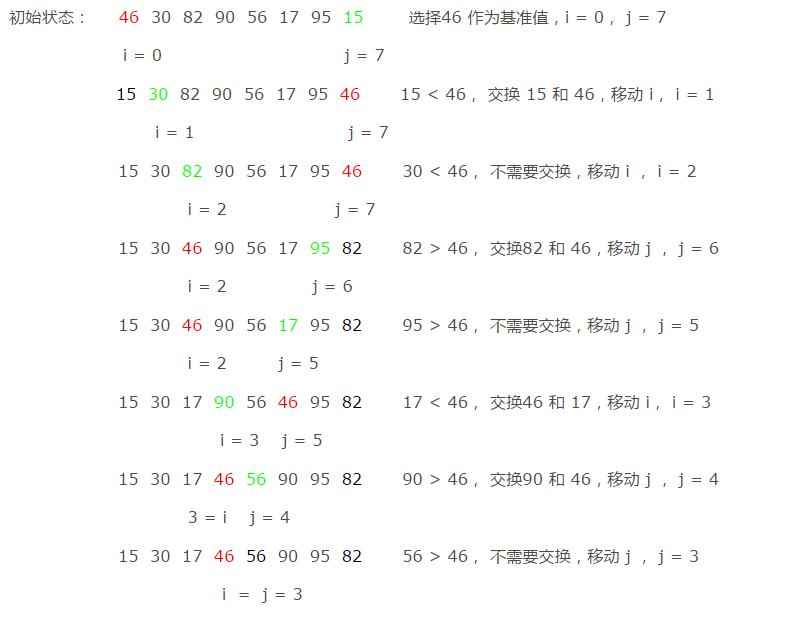 初始状态： 46 30 82 90 56 17 95 15 选择46 作为基准值，i = 0， j = 7
i = 0 j = 7
15 30 82 90 56 17 95 46 15 < 46， 交换 15 和 46，移动 i， i = 1
i = 1 j = 7
15 30 82 90 56 17 95 46 30 < 46， 不需要交换，移动 i ， i = 2
i = 2 j = 7
15 30 46 90 56 17 95 82 82 > 46， 交换82 和 46，移动 j ， j = 6
i = 2 j = 6
15 30 46 90 56 17 95 82 95 > 46， 不需要交换，移动 j ， j = 5
i = 2 j = 5
15 30 17 90 56 46 95 82 17 < 46， 交换46 和 17，移动 i， i = 3
i = 3 j = 5
15 30 17 46 56 90 95 82 90 > 46， 交换90 和 46，移动 j ， j = 4
3 = i j = 4
15 30 17 46 56 90 95 82 56 > 46， 不需要交换，移动 j ， j = 3
i = j = 3